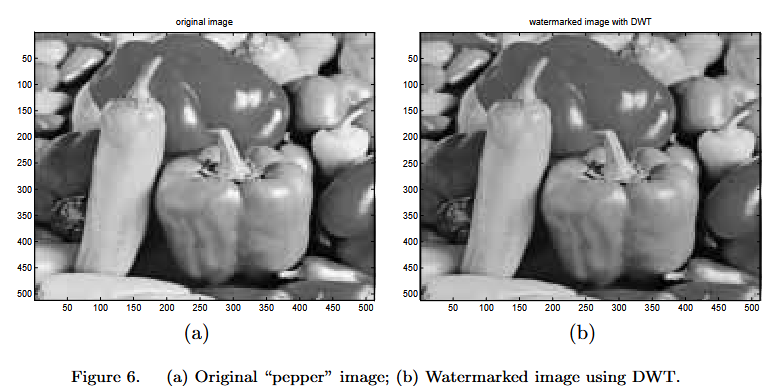 original image
watermarked image with DWT
50
100
150
200
250
300
350
400
450
500
50 100 150 200 250 300 350 400 450 500
50
100
150
200
250
300
350
400
450
500
50 100 150 200 250 300 350 400 450 500
(a)
(b)
Figure 6. (a) Original “pepper” image; (b) Watermarked image using DWT.